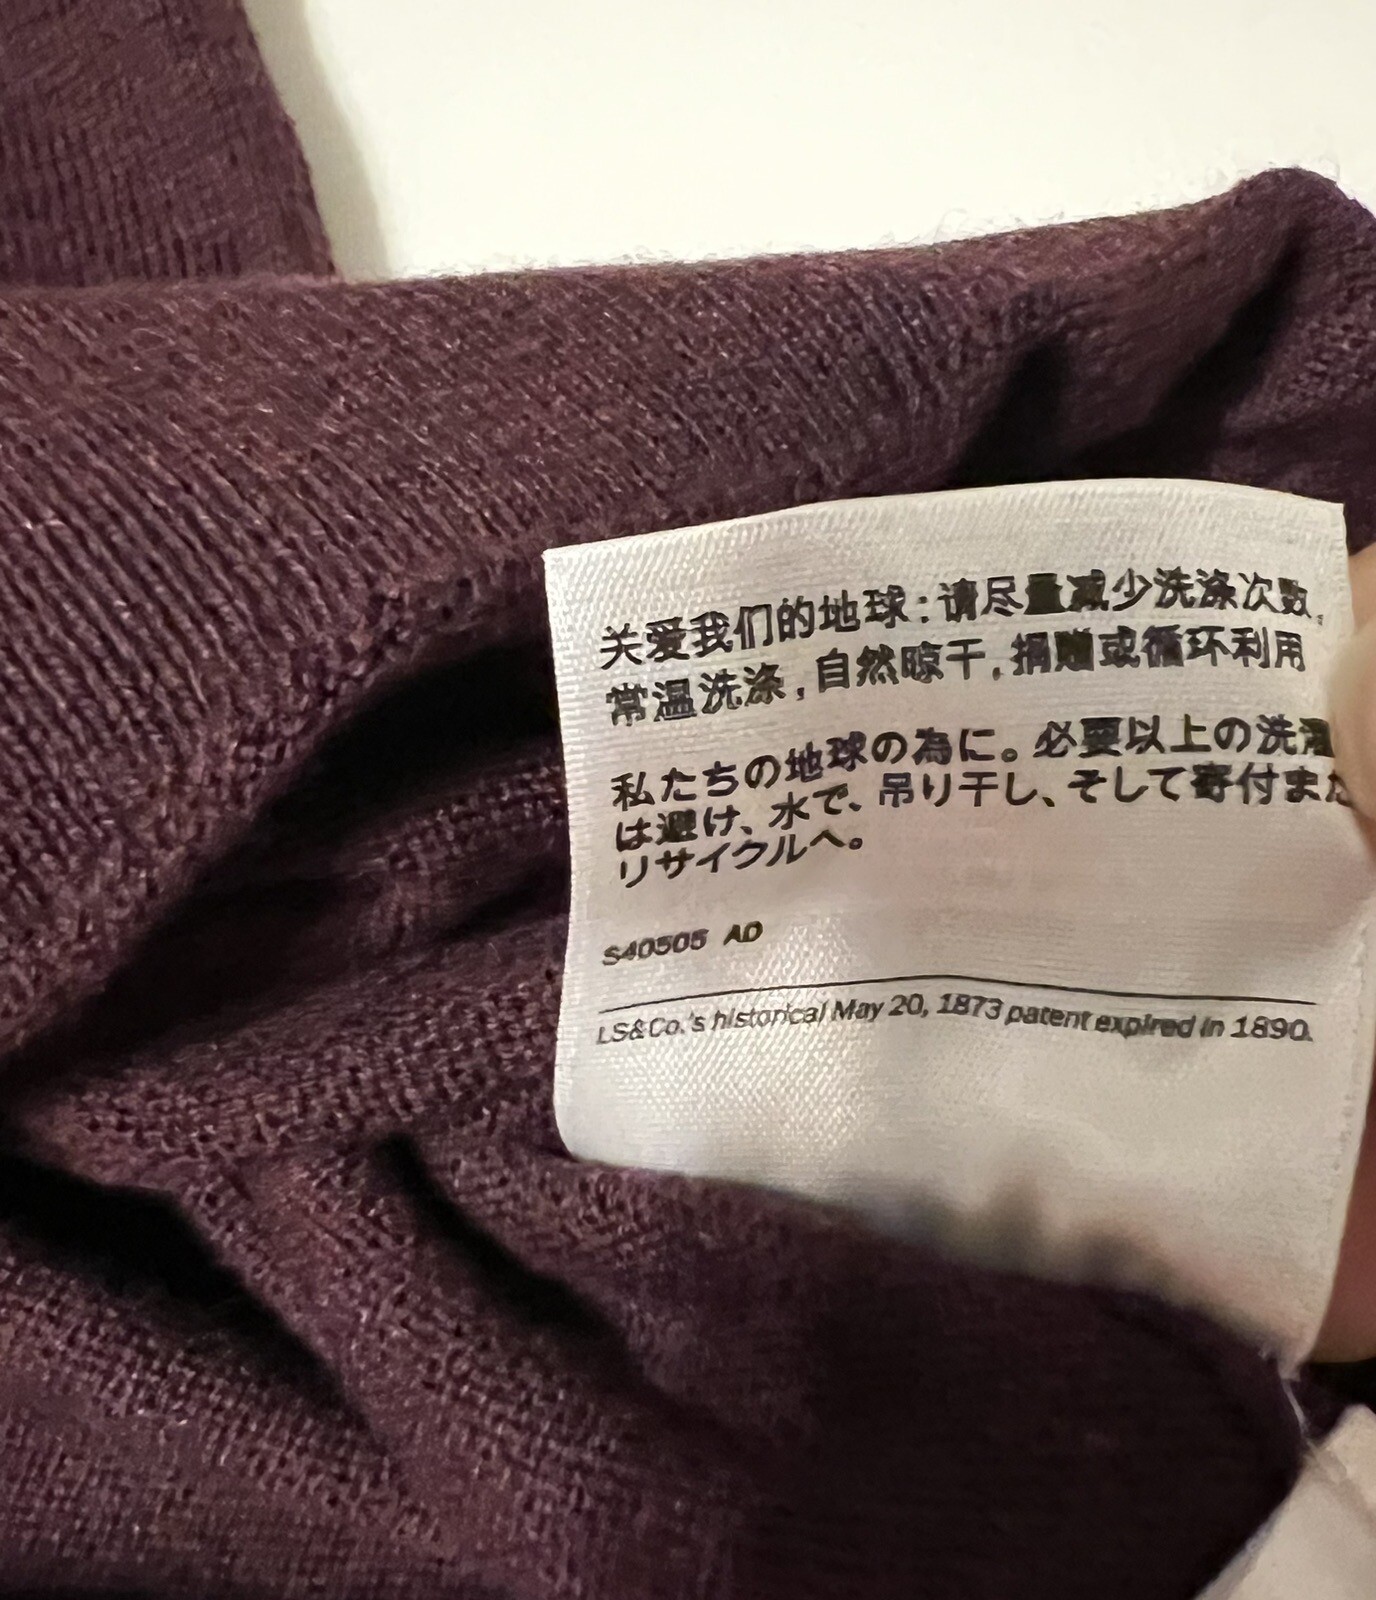 关爱我们的地球:请尽量减少洗涤次数,
常温洗涤,自然晾干,捐赠或循环利用
私たちの地球の為に。必要以上の洗濯
は避け、水で、吊り干し、そして寄付また
リサイクルへ。
S40505 AD
LS&Co.'s historical May 20, 1873 patent expired in 1890.